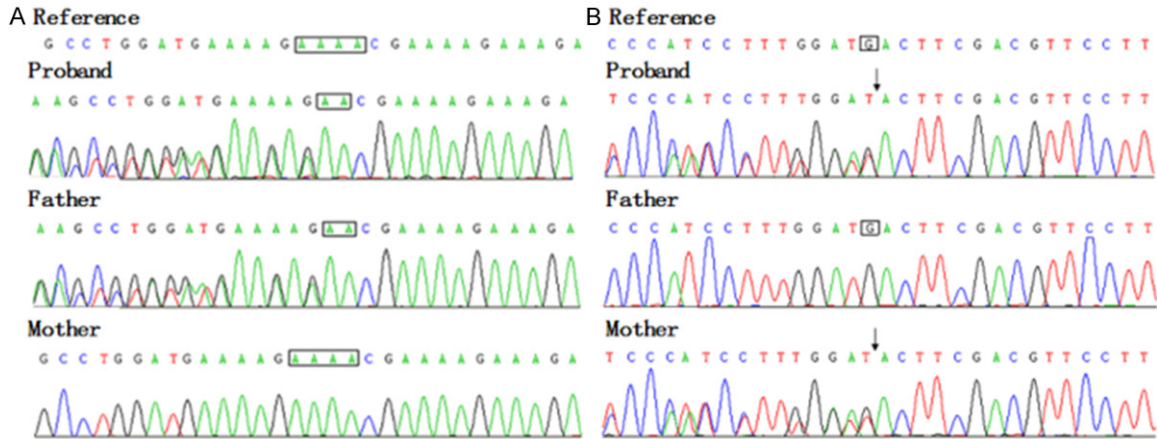 A Reference
G C C T G G A T G A A A A G A A A A C G A A A A G A A A G A
Proband
A A G C C T G G A T G A A A A G A A C G A A A A G A A A G A
Father
A A G C C T G G A T G A A A A G A A C G A A A A G A A A G A
Mother
G C C T G G A T G A A A A G A A A A C G A A A A G A A A G A
B Reference
C C C A T C C T T T G G A T G A C T T C G A C G T T C C T T
Proband
T C C C A T C C T T T G G A T A C T T C G A C G T T C C T T
Father
C C C A T C C T T T G G A T G A C T T C G A C G T T C C T T
Mother
T C C C A T C C T T T G G A T A C T T C G A C G T T C C T T